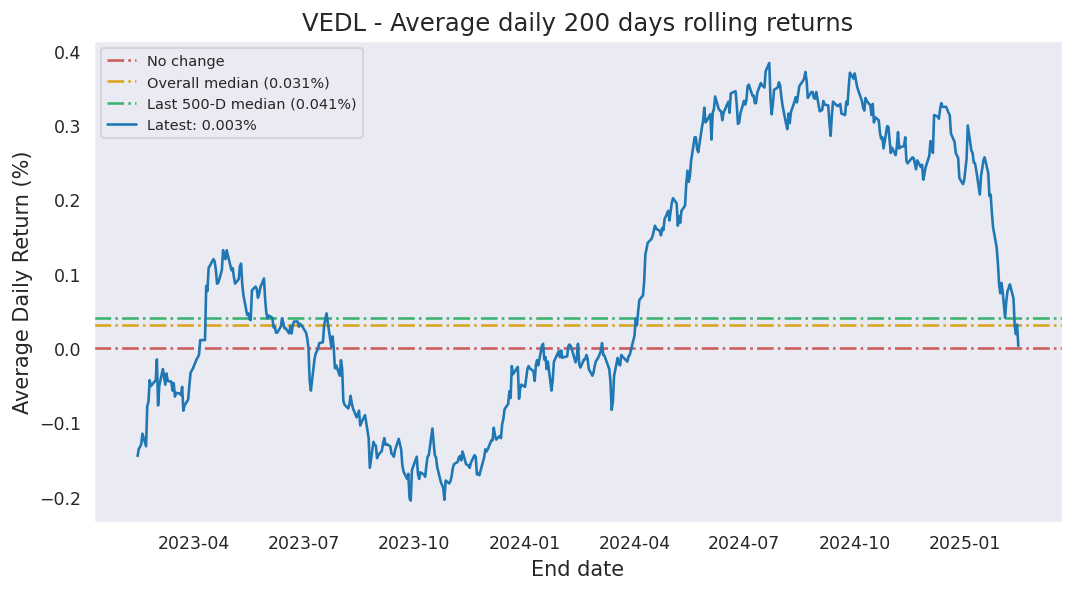 VEDL - Average daily 200 days rolling returns
No change
Overall median (0.031%)
Last 500-D median (0.041%)
Latest: 0.003%
Average Daily Return (%)
0.4
0.3
0.2
0.1
0.0
−0.1
−0.2
2023-04 2023-07 2023-10 2024-01 2024-04 2024-07 2024-10 2025-01
End date